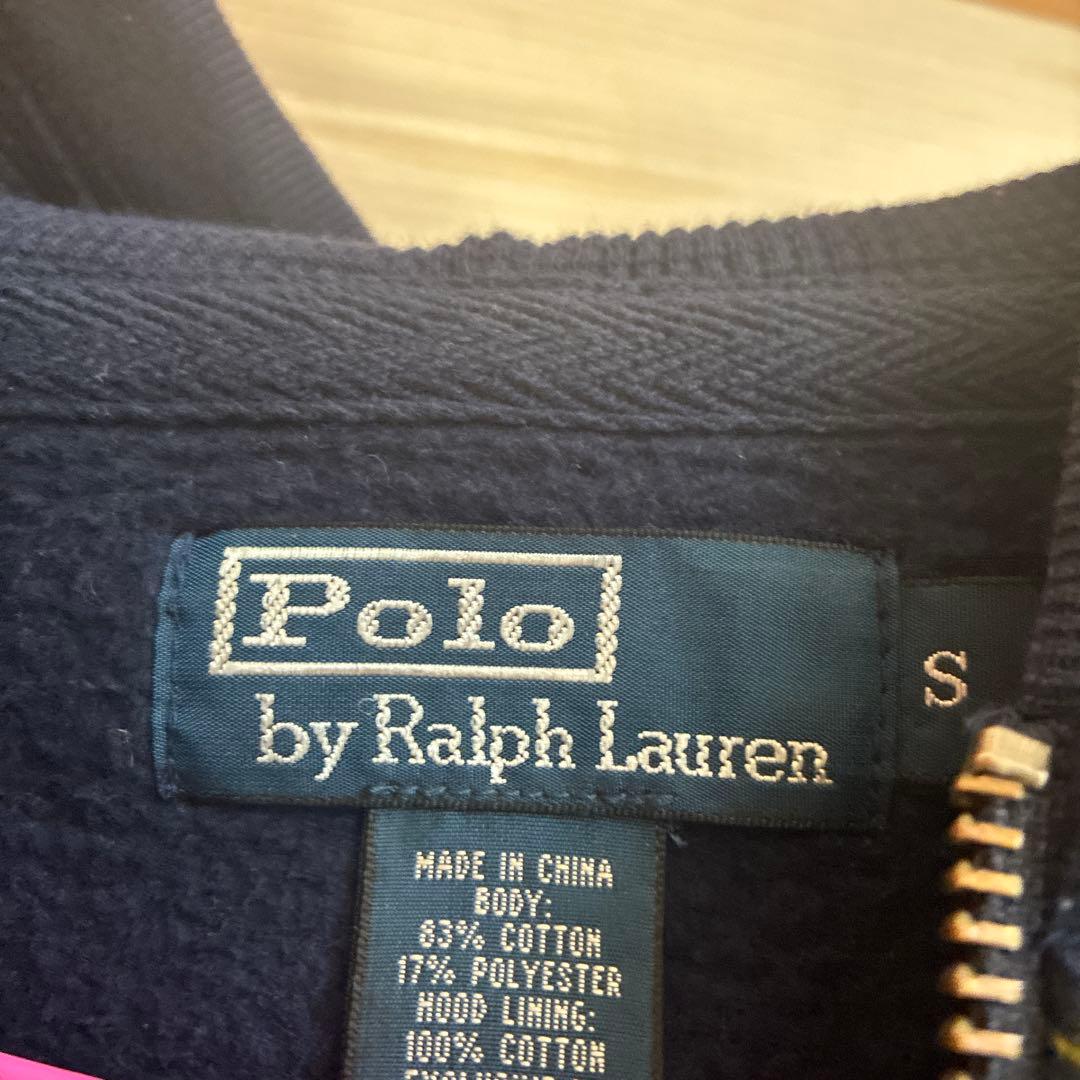 Polo
by Ralph Lauren
S
MADE IN CHINA
BODY:
83% COTTON
17% POLYESTER
HOOD LINING:
100% COTTON